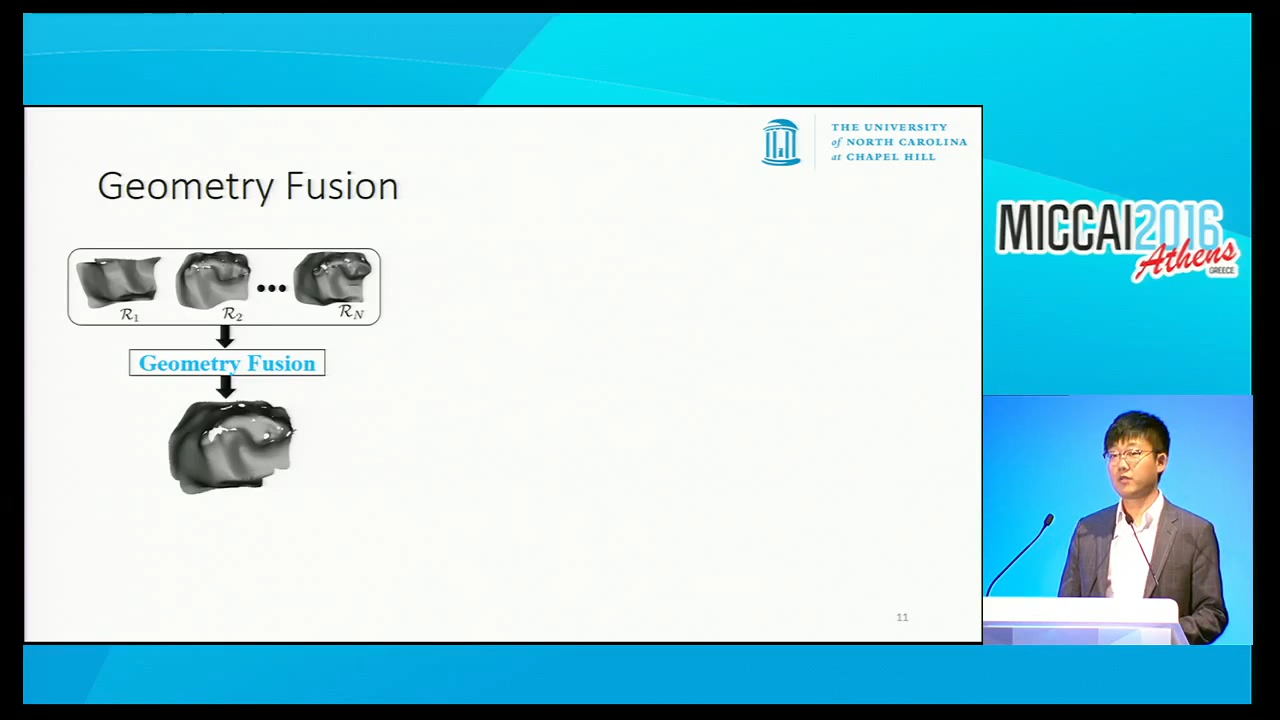 THE UNIVERSITY
of NORTH CAROLINA
at CHAPEL HILL
Geometry Fusion
R1
R2
RN
Geometry Fusion
11
MICCAI2016
Athens
GREECE